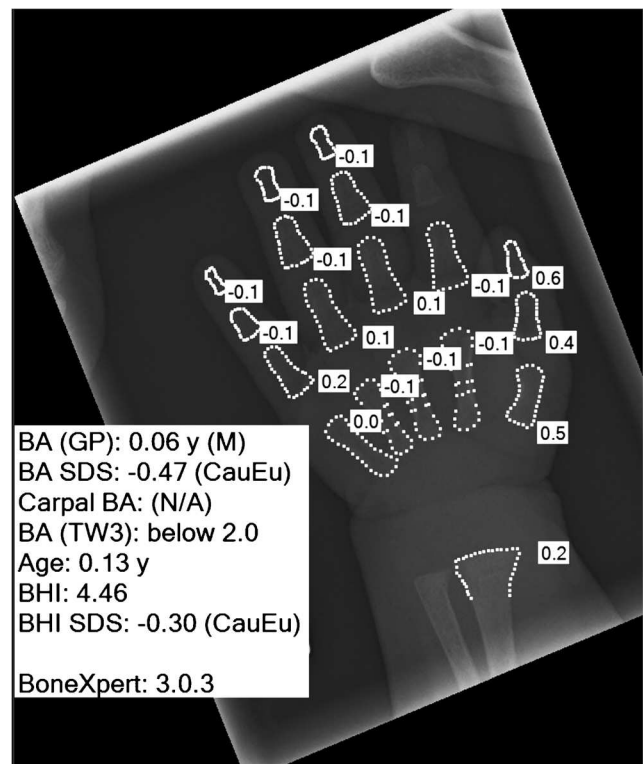 -0.1
-0.1
-0.1
-0.1
-0.1
-0.1
0.6
0.1
-0.1
0.1
0.4
-0.1
-0.1
0.2
-0.1
0.0
0.5
BA (GP): 0.06 y (M)
BA SDS: -0.47 (CauEu)
Carpal BA: (N/A)
BA (TW3): below 2.0
Age: 0.13 y
BHI: 4.46
BHI SDS: -0.30 (CauEu)
BoneXpert: 3.0.3
0.2